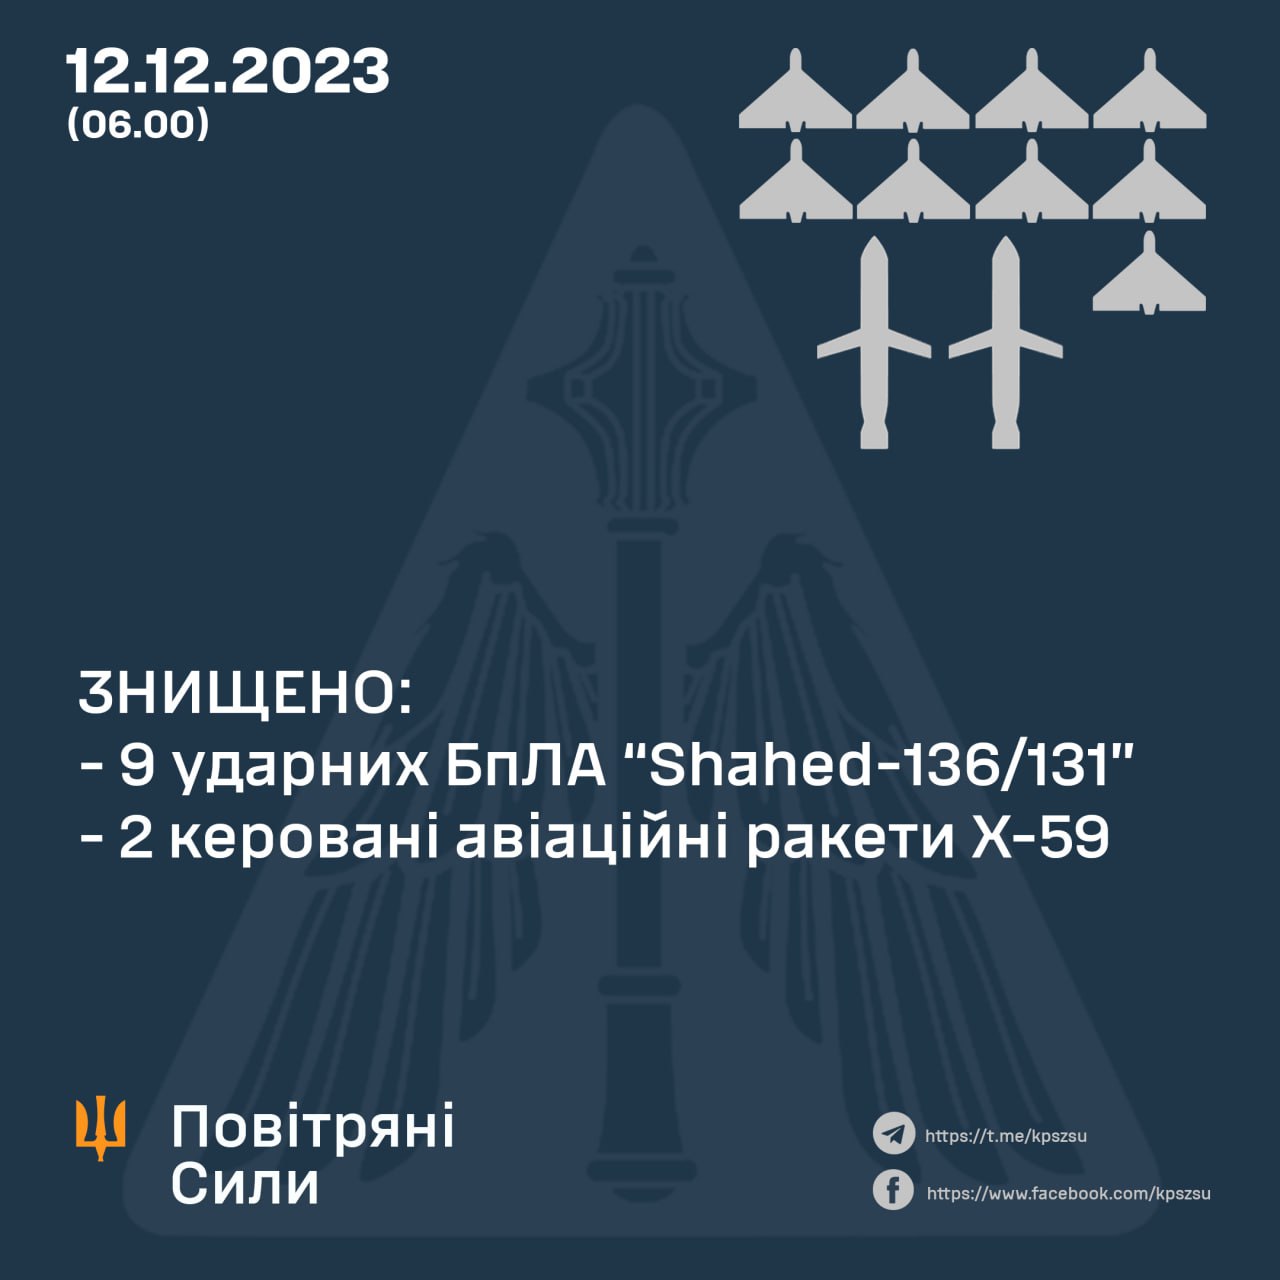 12.12.2023
(06.00)
ЗНИЩЕНО:
- 9 ударних БпЛА “Shahed-136/131”
- 2 керовані авіаційні ракети Х-59
Повітряні
Сили
https://t.me/kpszsu
https://www.facebook.com/kpszsu